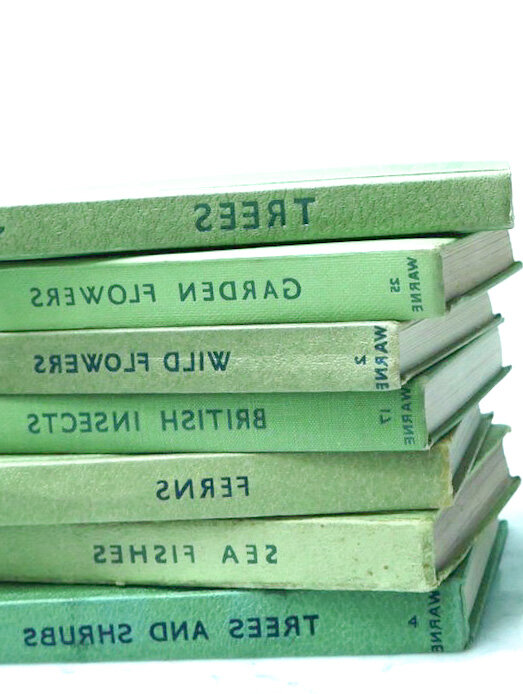 TREES
GARDEN FLOWERS
25
WARNE
WILD FLOWERS
2
WARNE
BRITISH INSECTS
17
WARNE
FERNS
SEA FISHES
TREES AND SHRUBS
4
WARNE